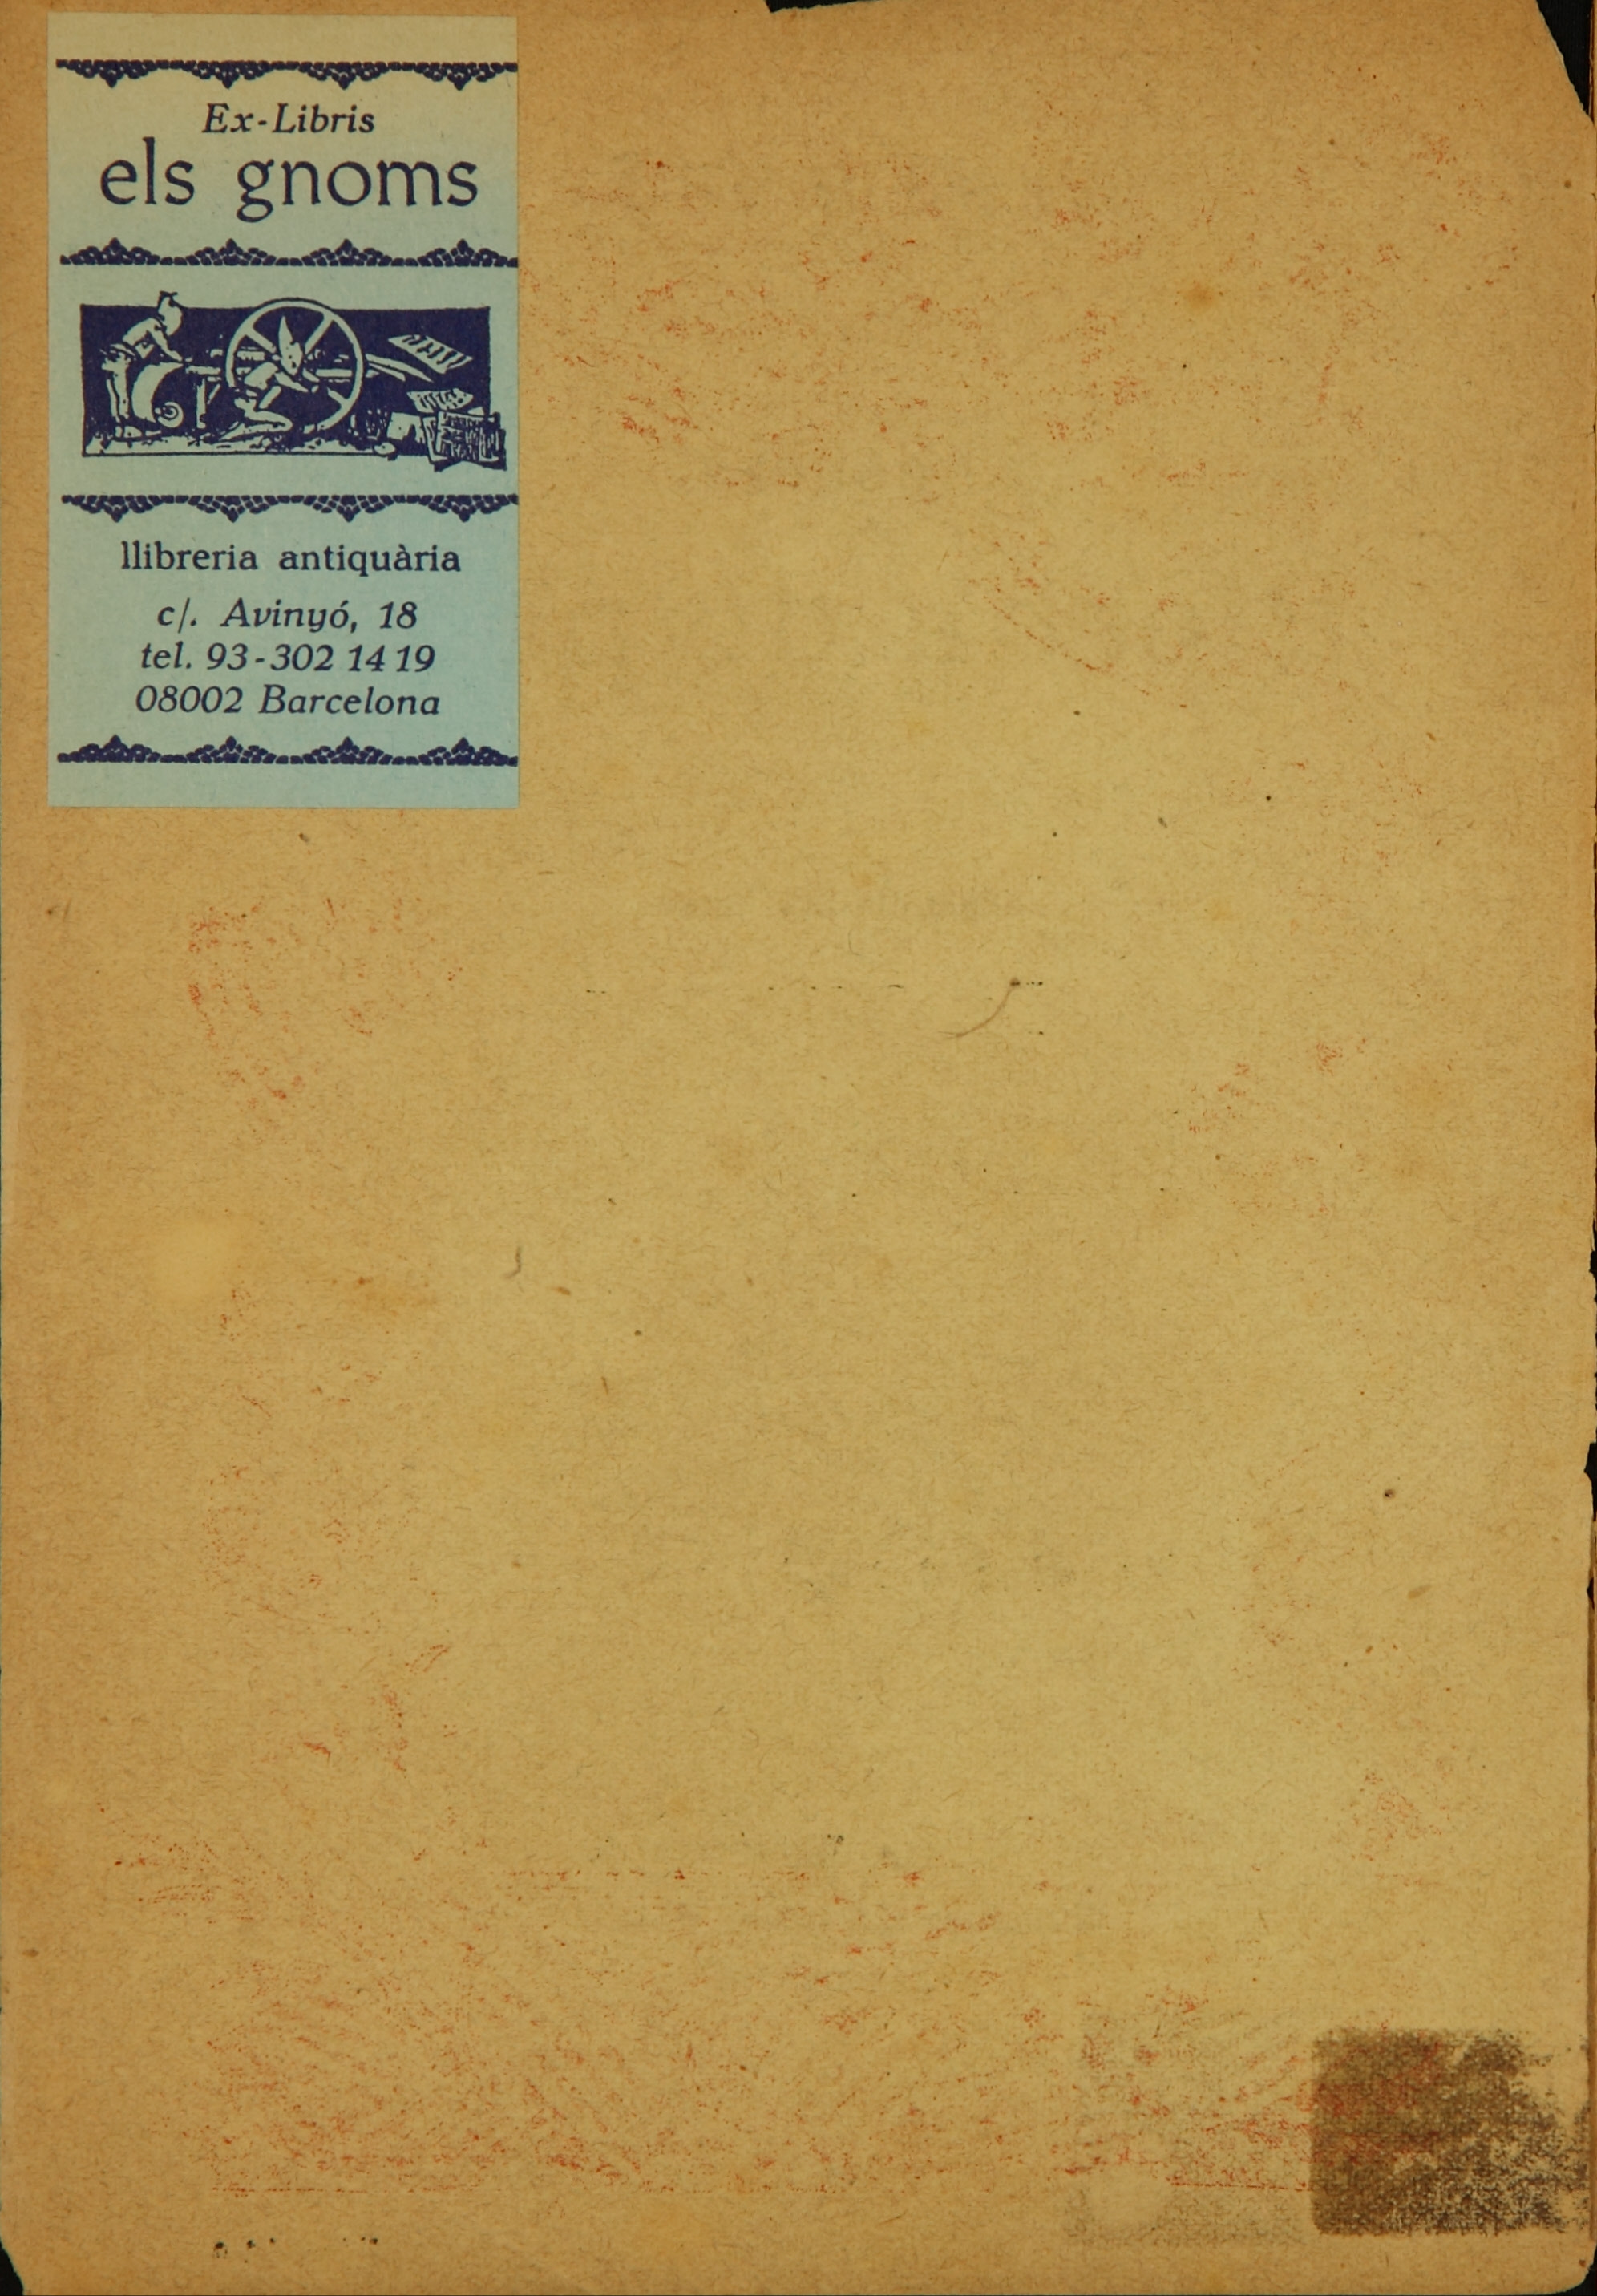 Ex-Libris
els gnoms
llibreria antiquària
c/. Avinyó, 18
tel. 93-302 14 19
08002 Barcelona